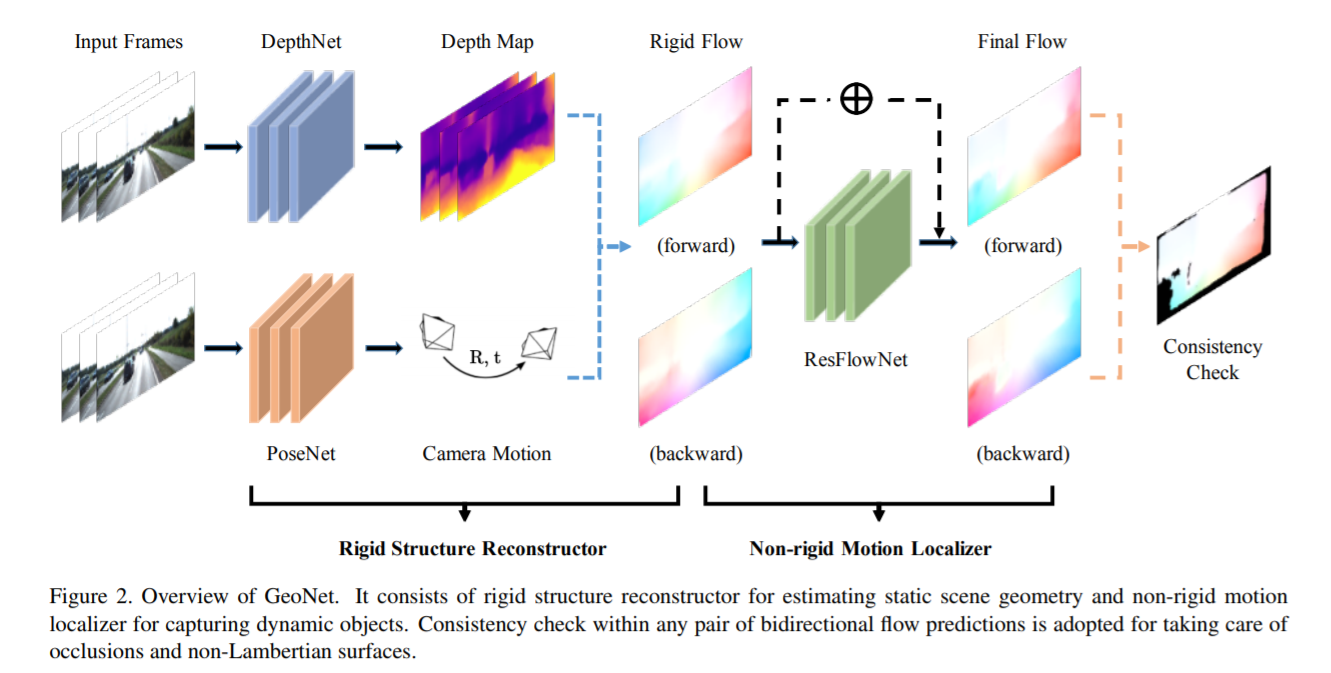 Input Frames
DepthNet
Depth Map
Rigid Flow
Final Flow
(forward)
(forward)
R, t
ResFlowNet
Consistency
Check
PoseNet
Camera Motion
(backward)
(backward)
Rigid Structure Reconstructor
Non-rigid Motion Localizer
Figure 2. Overview of GeoNet. It consists of rigid structure reconstructor for estimating static scene geometry and non-rigid motion
localizer for capturing dynamic objects. Consistency check within any pair of bidirectional flow predictions is adopted for taking care of
occlusions and non-Lambertian surfaces.